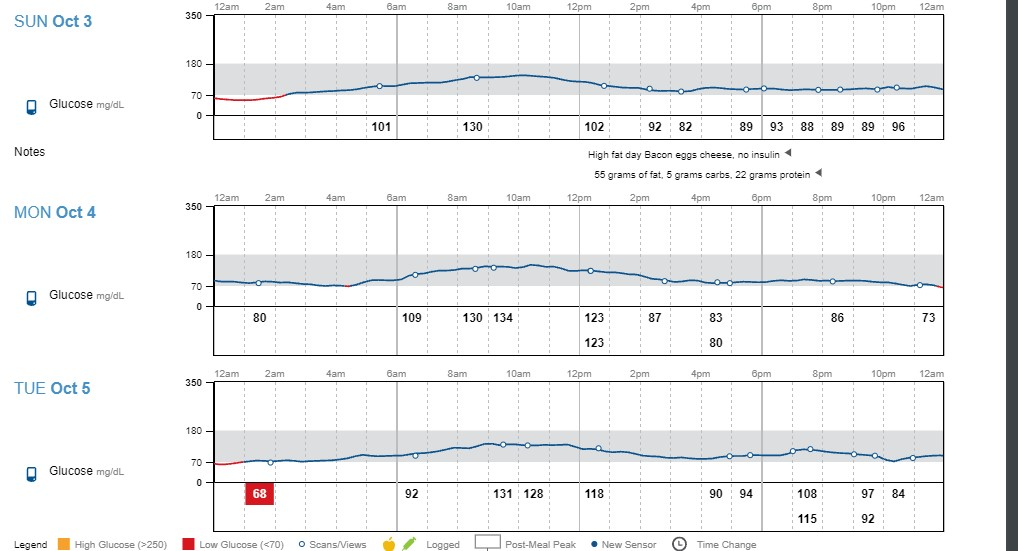 12am 2am 4am 6am 8am 10am 12pm 2pm 4pm 6pm 8pm 10pm 12am
SUN Oct 3
350
180
Glucose mg/dL
70
0
101 130 102 92 82 89 93 88 89 89 96
Notes
High fat day Bacon eggs cheese, no insulin
55 grams of fat, 5 grams carbs, 22 grams protein
12am 2am 4am 6am 8am 10am 12pm 2pm 4pm 6pm 8pm 10pm 12am
MON Oct 4
350
180
Glucose mg/dL
70
0
80 109 130 134 123 87 83 86 73
123 80
12am 2am 4am 6am 8am 10am 12pm 2pm 4pm 6pm 8pm 10pm 12am
TUE Oct 5
350
180
Glucose mg/dL
70
0
68 92 131 128 118 90 94 108 97 84
115 92
Legend High Glucose (>250) Low Glucose (<70) Scans/Views Logged Post-Meal Peak New Sensor Time Change